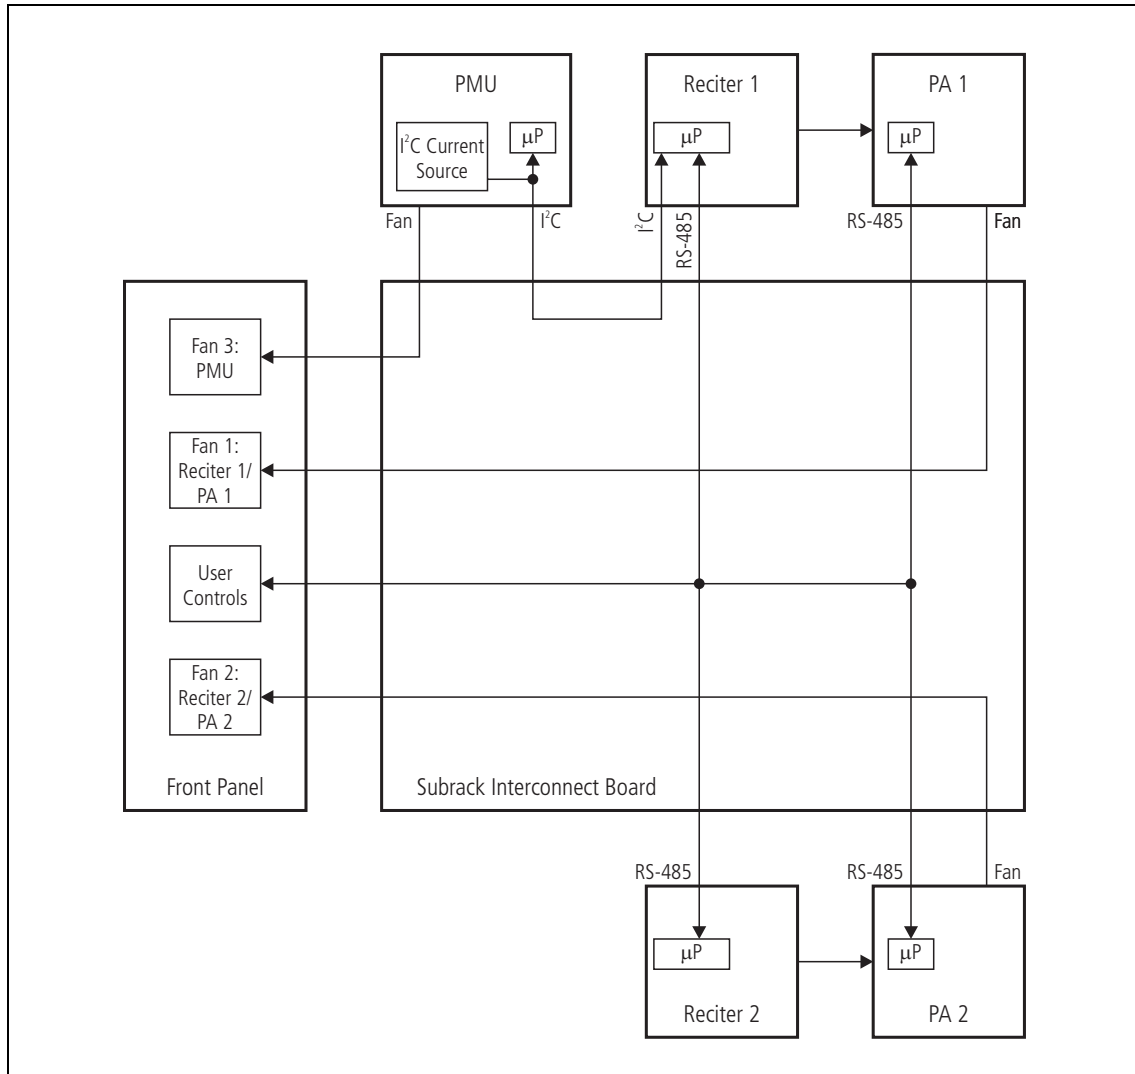 PMU
Reciter 1
PA 1
I²C Current
Source
μP
μP
μP
Fan
I²C
I²C
RS-485
RS-485
Fan
Fan 3:
PMU
Fan 1:
Reciter 1/
PA 1
User
Controls
Fan 2:
Reciter 2/
PA 2
Front Panel
Subrack Interconnect Board
RS-485
RS-485
Fan
μP
μP
Reciter 2
PA 2